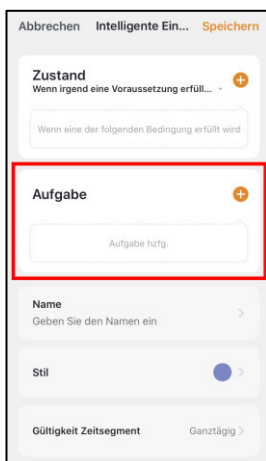 Abbrechen Intelligente Ein... Speichern
Zustand
Wenn irgend eine Voraussetzung erfüll...
Wenn eine der folgenden Bedingung erfüllt wird
Aufgabe
Aufgabe hzfg.
Name
Geben Sie den Namen ein
Stil
Gültigkeit Zeitsegment Ganztägig